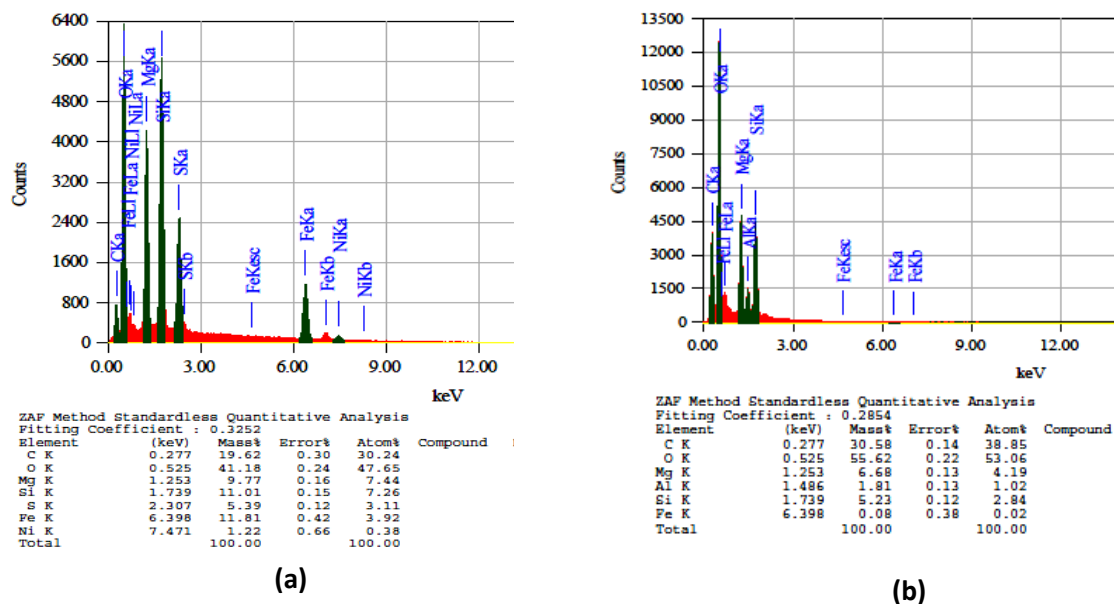 6400
5600
4800
4000
3200
2400
1600
800
0
Counts
0.00 3.00 6.00 9.00 12.00
keV
CKa
OKa
FeLl FeLa NiLl NiLa
MgKa
SiKa
SKa
SKb
FeKesc
FeKa
FeKb
NiKa
NiKb
ZAF Method Standardless Quantitative Analysis
Fitting Coefficient : 0.3252
Element (keV) Mass% Error% Atom% Compound
C K 0.277 19.62 0.30 30.24
O K 0.525 41.18 0.24 47.65
Mg K 1.253 9.77 0.16 7.44
Si K 1.739 11.01 0.15 7.26
S K 2.307 5.39 0.12 3.11
Fe K 6.398 11.81 0.42 3.92
Ni K 7.471 1.22 0.66 0.38
Total 100.00 100.00
(a)
13500
12000
10500
9000
7500
6000
4500
3000
1500
0
Counts
0.00 3.00 6.00 9.00 12.00
keV
CKa
OKa
FeLl FeLa
MgKa
AlKa
SiKa
FeKesc
FeKa
FeKb
ZAF Method Standardless Quantitative Analysis
Fitting Coefficient : 0.2854
Element (keV) Mass% Error% Atom% Compound
C K 0.277 30.58 0.14 38.85
O K 0.525 55.62 0.22 53.06
Mg K 1.253 6.68 0.13 4.19
Al K 1.486 1.81 0.13 1.02
Si K 1.739 5.23 0.12 2.84
Fe K 6.398 0.08 0.38 0.02
Total 100.00 100.00
(b)